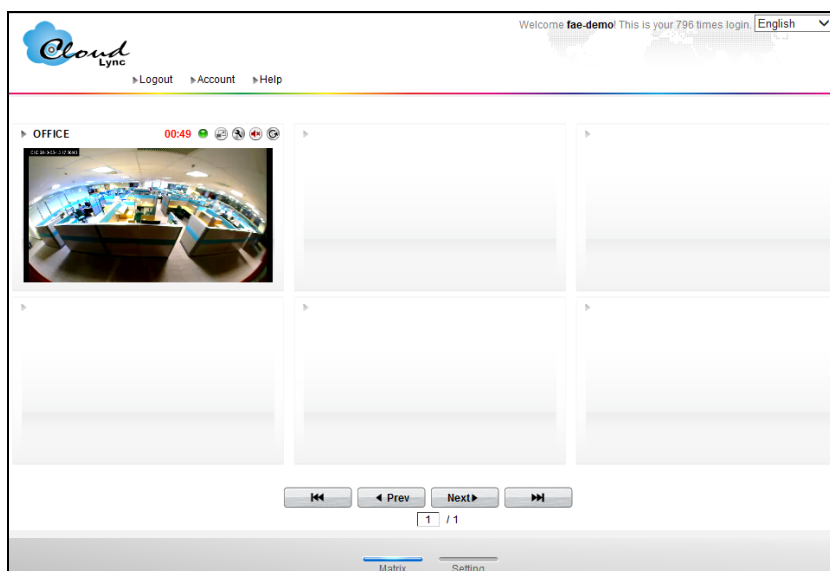 Welcome fae-demo! This is your 796 times login. English
Cloud
Lync
Logout Account Help
OFFICE 00:49
Prev Next
1 / 1
Matrix Setting